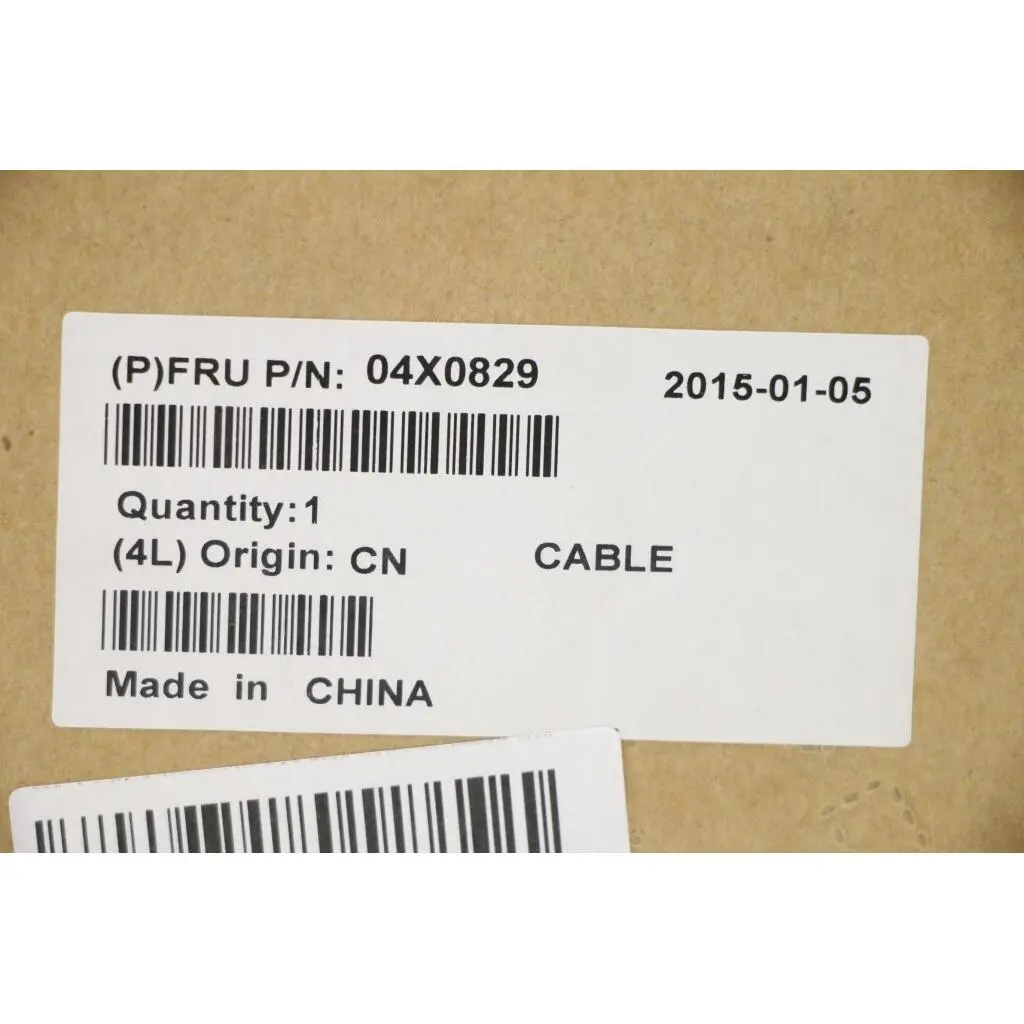 (P)FRU P/N: 04X0829 2015-01-05
Quantity:1
(4L) Origin: CN CABLE
Made in CHINA